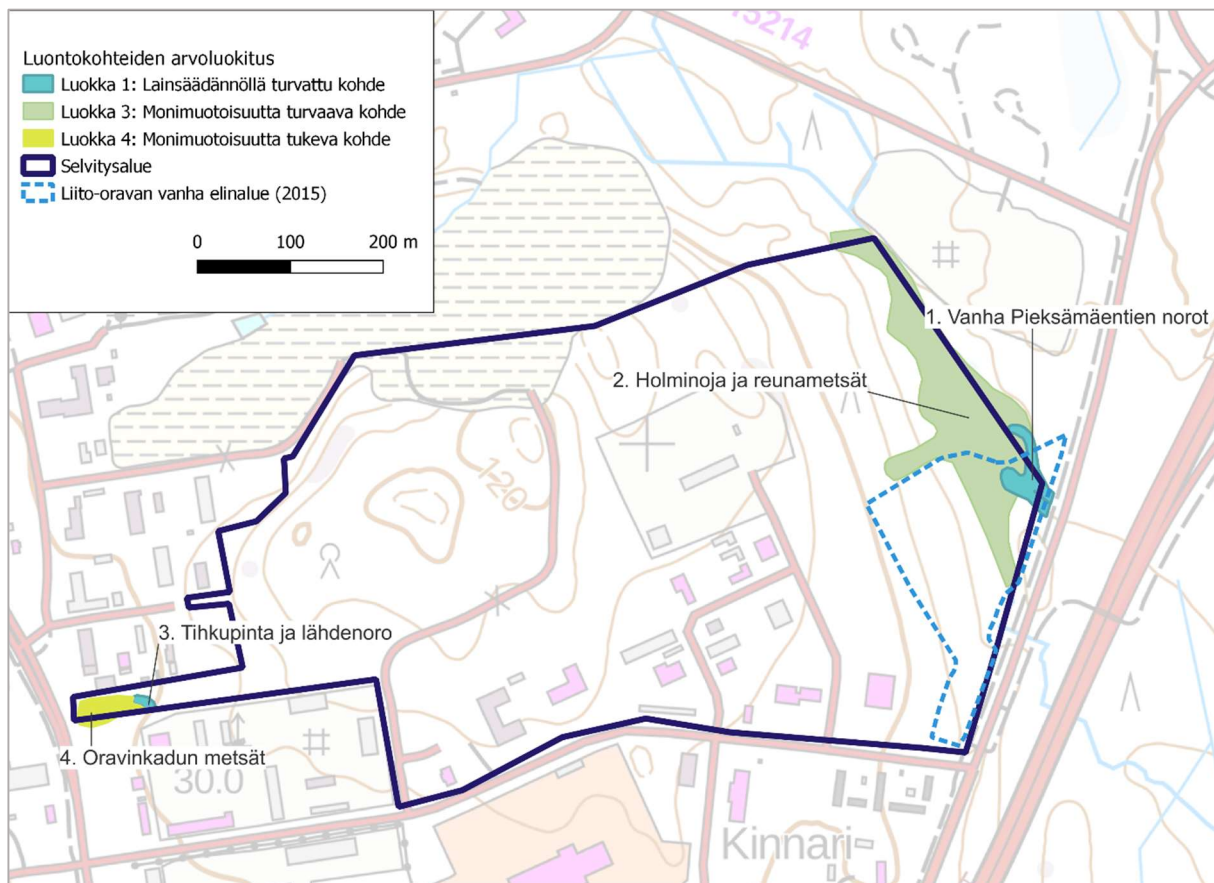 Luontokohteiden arvoluokitus
Luokka 1: Lainsäädännöllä turvattu kohde
Luokka 3: Monimuotoisuutta turvaava kohde
Luokka 4: Monimuotoisuutta tukeva kohde
Selvitysalue
Liito-oravan vanha elinalue (2015)
0 100 200 m
15214
1. Vanha Pieksämäentien norot
2. Holminoja ja reunametsät
120
3. Tihkupinta ja lähdenoro
4. Oravinkadun metsät
30.0
Kinnari